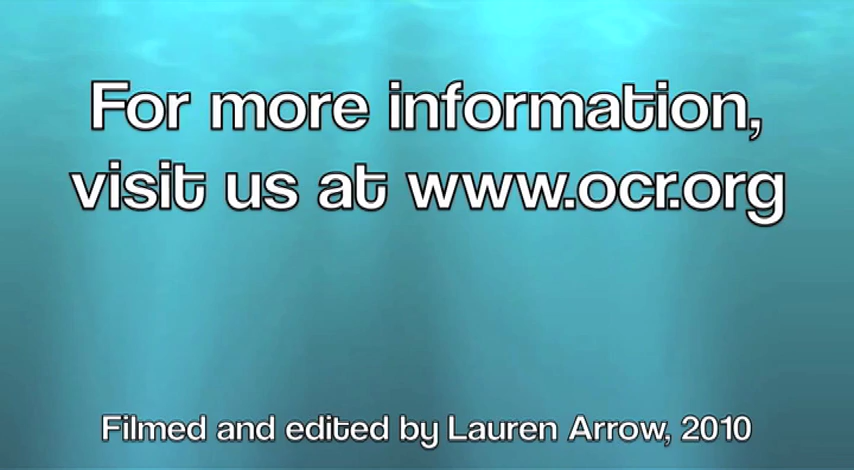 For more information,
visit us at www.ocr.org
Filmed and edited by Lauren Arrow, 2010